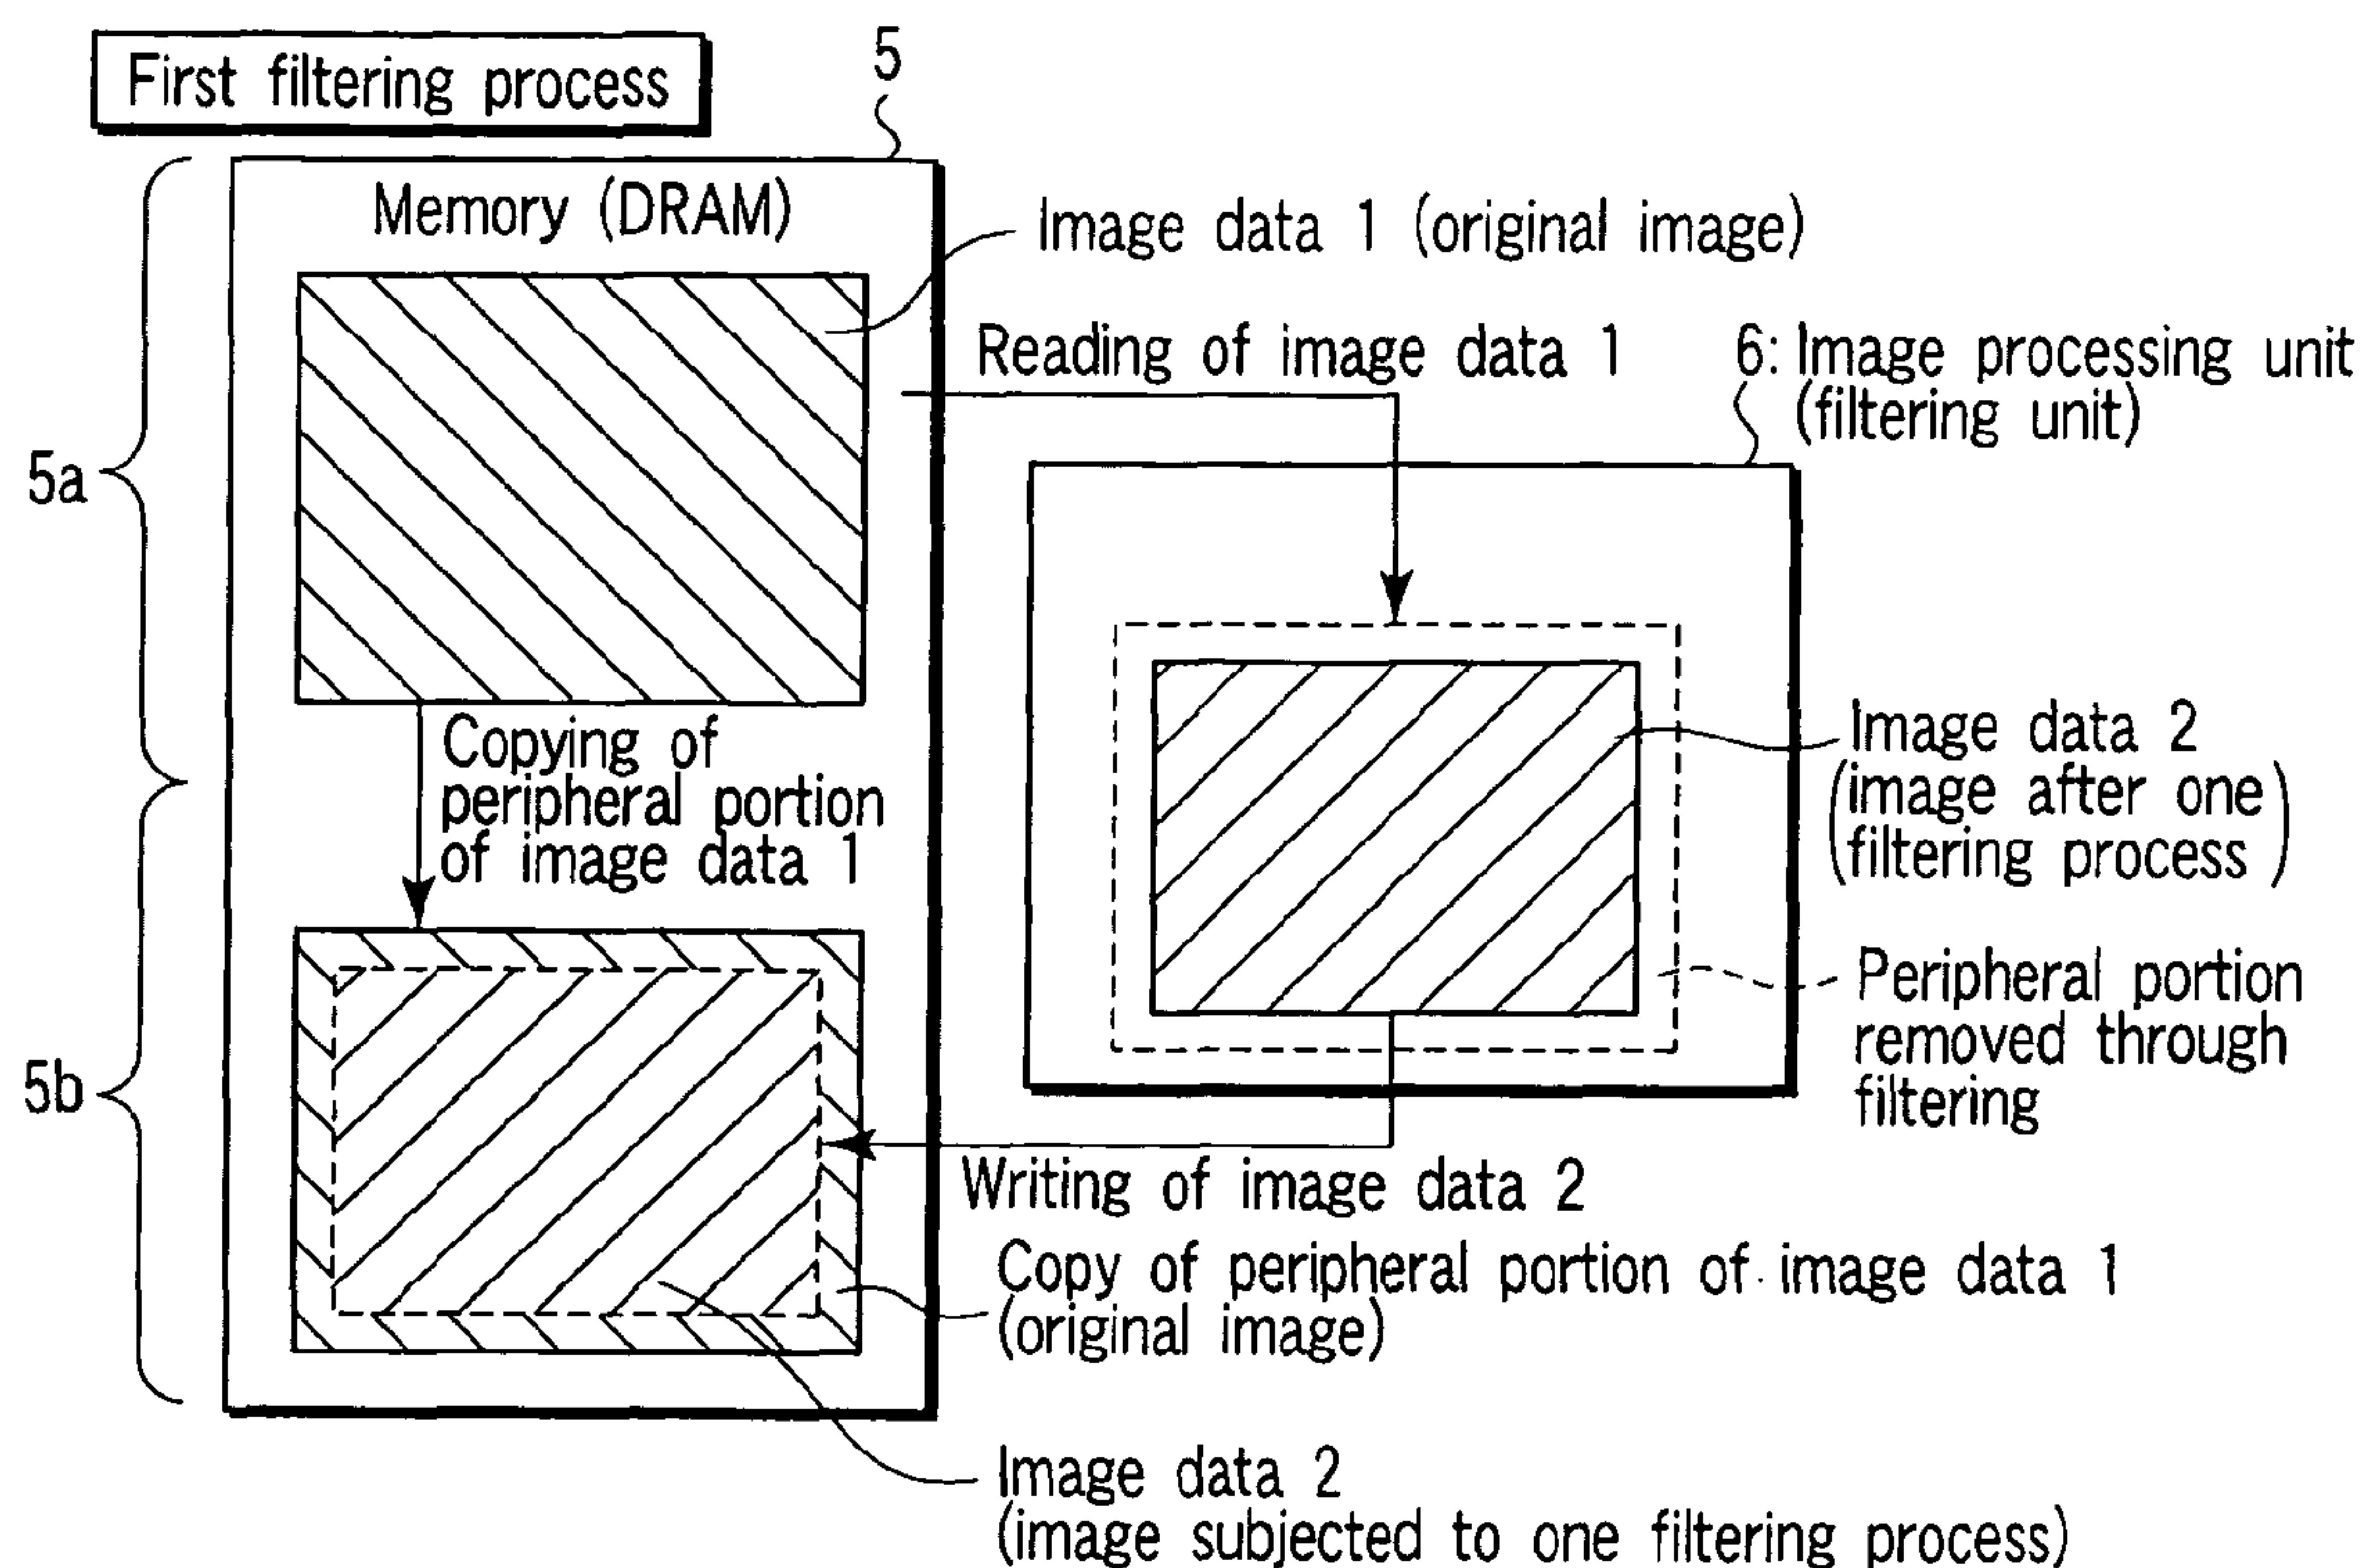 First filtering process
5
Memory (DRAM)
Image data 1 (original image)
Reading of image data 1
6: Image processing unit
(filtering unit)
5a
Copying of
peripheral portion
of image data 1
Image data 2
(image after one
filtering process)
Peripheral portion
removed through
filtering
5b
Writing of image data 2
Copy of peripheral portion of image data 1
(original image)
Image data 2
(image subjected to one filtering process)